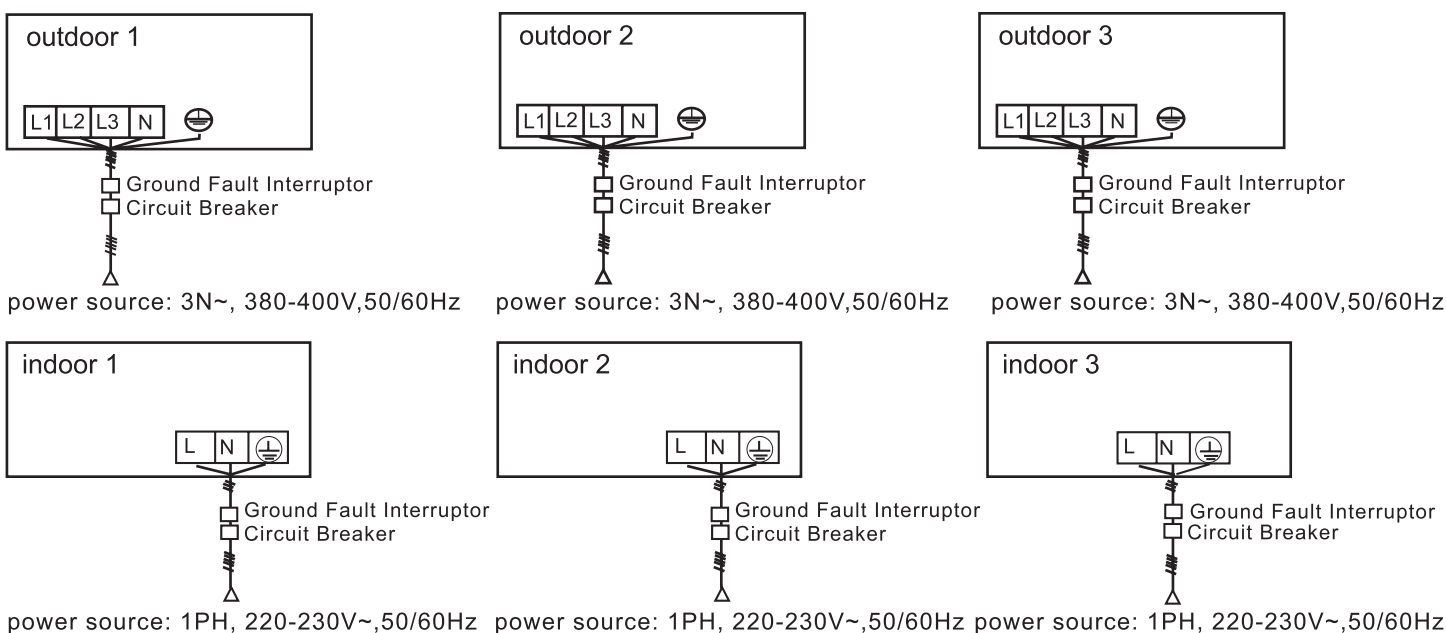 outdoor 1
L1 L2 L3 N
Ground Fault Interruptor
Circuit Breaker
power source: 3N~, 380-400V,50/60Hz
outdoor 2
L1 L2 L3 N
Ground Fault Interruptor
Circuit Breaker
power source: 3N~, 380-400V,50/60Hz
outdoor 3
L1 L2 L3 N
Ground Fault Interruptor
Circuit Breaker
power source: 3N~, 380-400V,50/60Hz
indoor 1
L N
Ground Fault Interruptor
Circuit Breaker
power source: 1PH, 220-230V~,50/60Hz
indoor 2
L N
Ground Fault Interruptor
Circuit Breaker
power source: 1PH, 220-230V~,50/60Hz
indoor 3
L N
Ground Fault Interruptor
Circuit Breaker
power source: 1PH, 220-230V~,50/60Hz